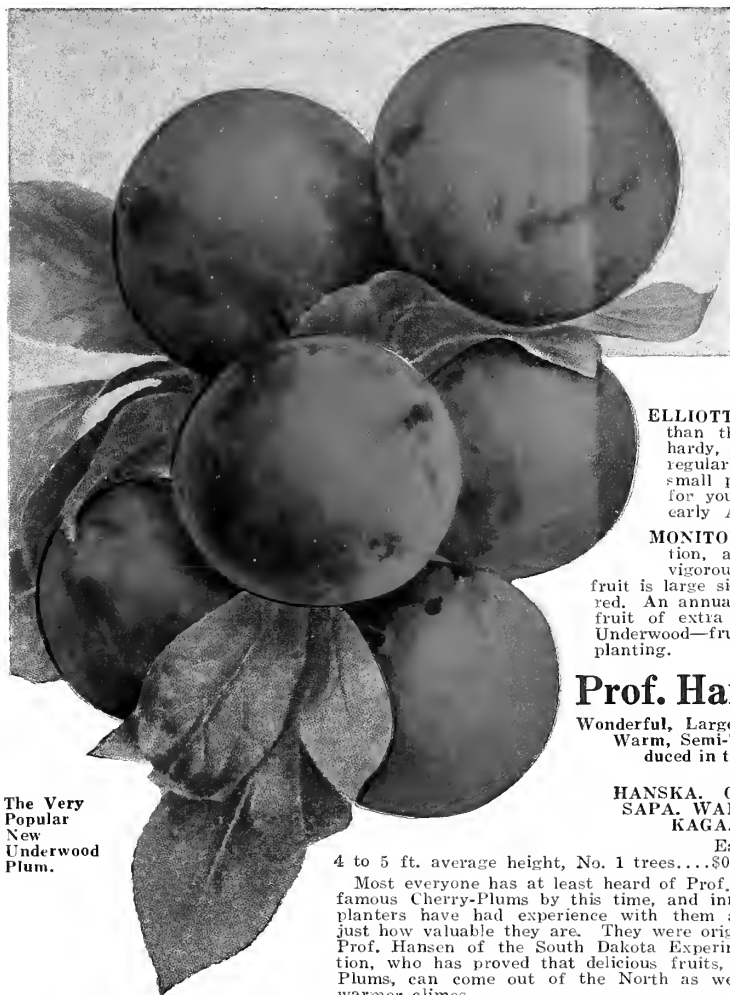 ELLIOTT
than th
hardy,
regular
small p
for you
early A
MONITO
tion, a
vigorou
fruit is large si
red. An annua
fruit of extra
Underwood—fru
planting.
Prof. Ha
Wonderful, Large
Warm, Semi-
duced in t
HANSKA. O
SAPA. WA
KAGA.
Ea
4 to 5 ft. average height, No. 1 trees....$0
Most everyone has at least heard of Prof.
famous Cherry-Plums by this time, and inn
planters have had experience with them a
just how valuable they are. They were orig
Prof. Hansen of the South Dakota Experi
tion, who has proved that delicious fruits,
Plums, can come out of the North as we
warmer climes
The Very
Popular
New
Underwood
Plum.